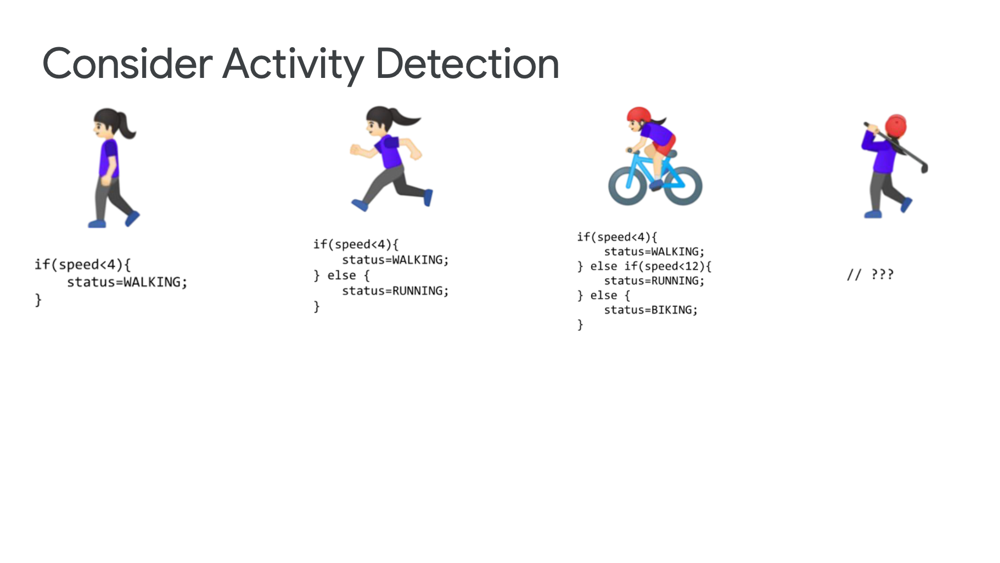 Consider Activity Detection
if(speed<4){
    status=WALKING;
}
if(speed<4){
    status=WALKING;
} else {
    status=RUNNING;
}
if(speed<4){
    status=WALKING;
} else if(speed<12){
    status=RUNNING;
} else {
    status=BIKING;
}
// ???